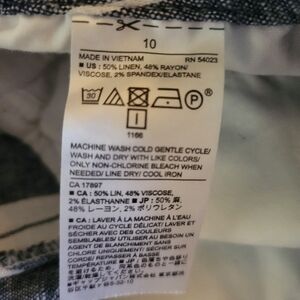 10
MADE IN VIETNAM RN 54023
■ US : 50% LINEN, 48% RAYON/
VISCOSE, 2% SPANDEX/ELASTANE
30
P
I
1166
MACHINE WASH COLD GENTLE CYCLE/
WASH AND DRY WITH LIKE COLORS/
ONLY NON-CHLORINE BLEACH WHEN
NEEDED/ LINE DRY/ COOL IRON
CA 17897
■ CA : 50% LIN, 48% VISCOSE,
2% ÉLASTHANNE ■ JP : 50% 麻,
48% レーヨン, 2% ポリウレタン
■ CA : LAVER À LA MACHINE À L'EAU
FROIDE AU CYCLE DÉLICAT/ LAVER ET
SÉCHER AVEC DES COULEURS
SEMBLABLES/ UTILISER AU BESOIN UN
AGENT DE BLANCHIMENT SANS
CHLORE UNIQUEMENT/ SÉCHER SUR
CORDE/ REPASSER À BASSE